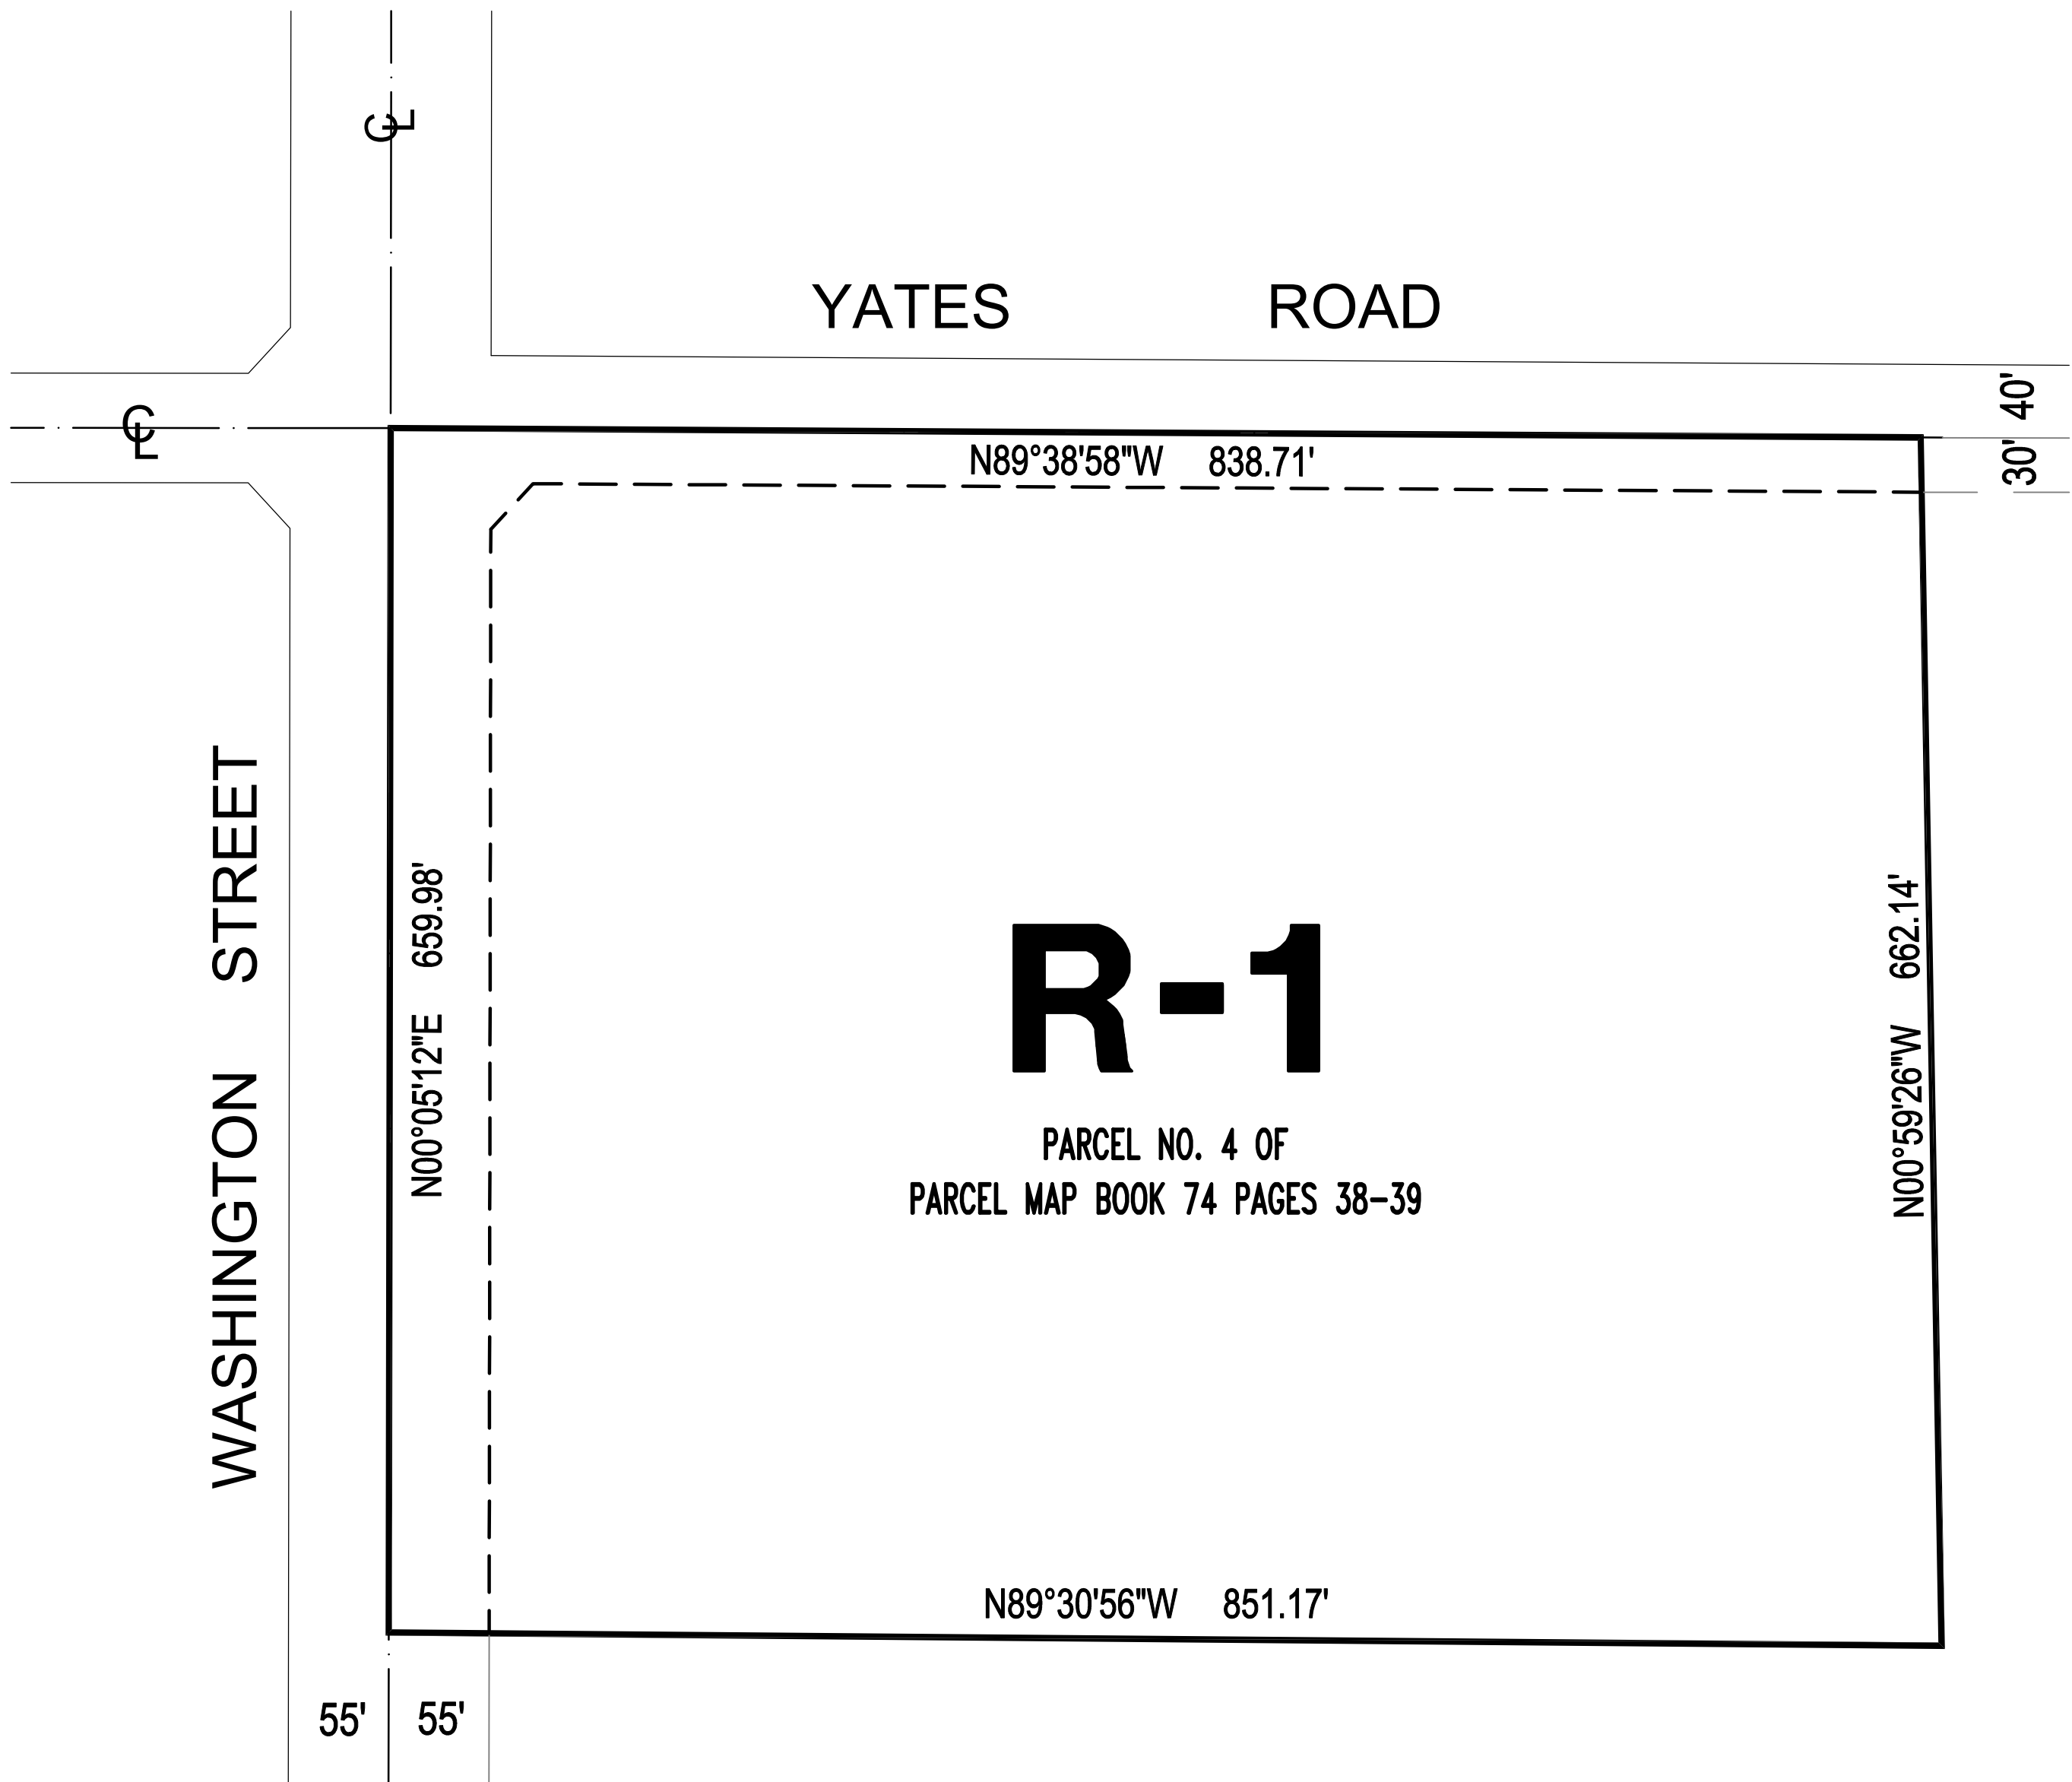 ℄
YATES ROAD
40'
℄
30'
N89°38'58"W 838.71'
WASHINGTON STREET
N00°05'12"E 659.98'
N00°59'26"W 662.14'
R-1
PARCEL NO. 4 OF
PARCEL MAP BOOK 74 PAGES 38-39
N89°30'56"W 851.17'
55' 55'